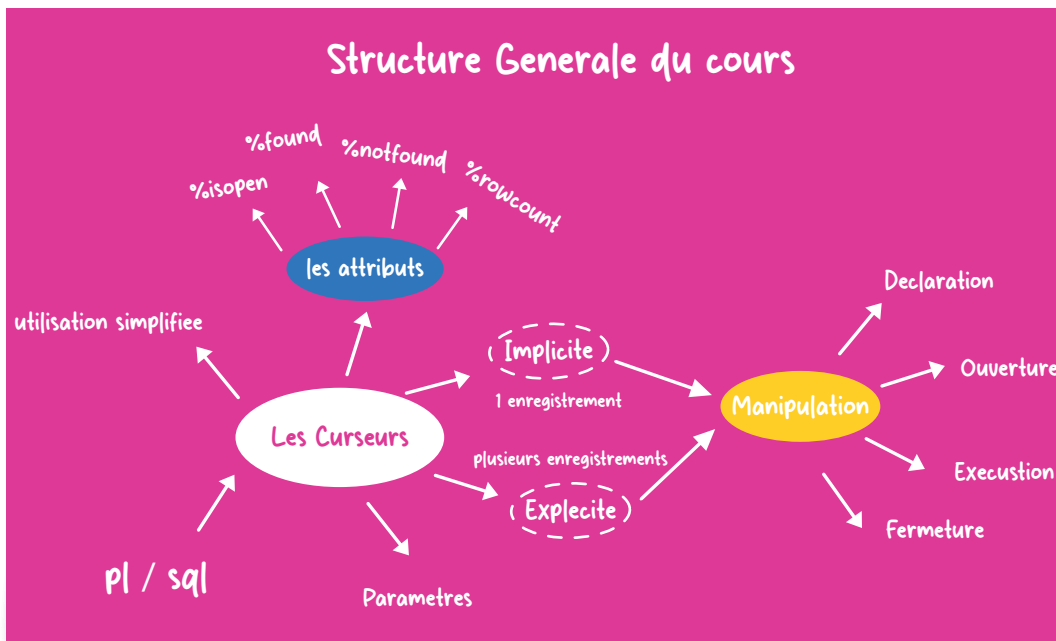 Structure Generale du cours
%found
%notfound
%rowcount
%isopen
les attributs
utilisation simplifiee
Les Curseurs
pl / sql
Parametres
Implicite
1 enregistrement
plusieurs enregistrements
Explecite
Manipulation
Declaration
Ouverture
Execustion
Fermeture